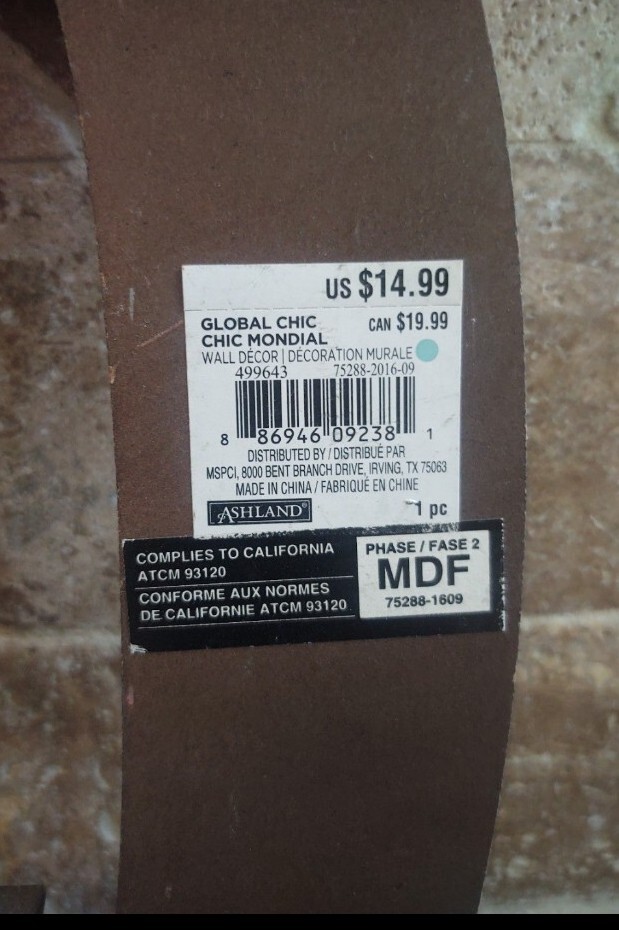 US $14.99
GLOBAL CHIC CAN $19.99
CHIC MONDIAL
WALL DÉCOR | DÉCORATION MURALE
499643 75288-2016-09
8 86946 09238 1
DISTRIBUTED BY / DISTRIBUÉ PAR
MSPCI, 8000 BENT BRANCH DRIVE, IRVING, TX 75063
MADE IN CHINA / FABRIQUÉ EN CHINE
ASHLAND® 1 pc
COMPLIES TO CALIFORNIA
ATCM 93120
CONFORME AUX NORMES
DE CALIFORNIE ATCM 93120
PHASE / FASE 2
MDF
75288-1609